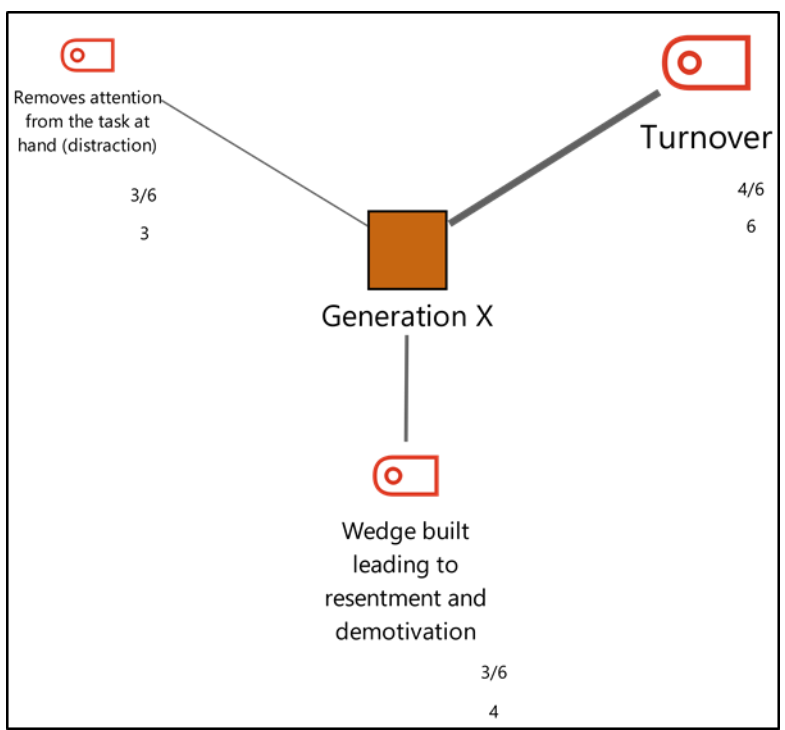 Removes attention
from the task at
hand (distraction)
3/6
3
Turnover
4/6
6
Generation X
Wedge built
leading to
resentment and
demotivation
3/6
4